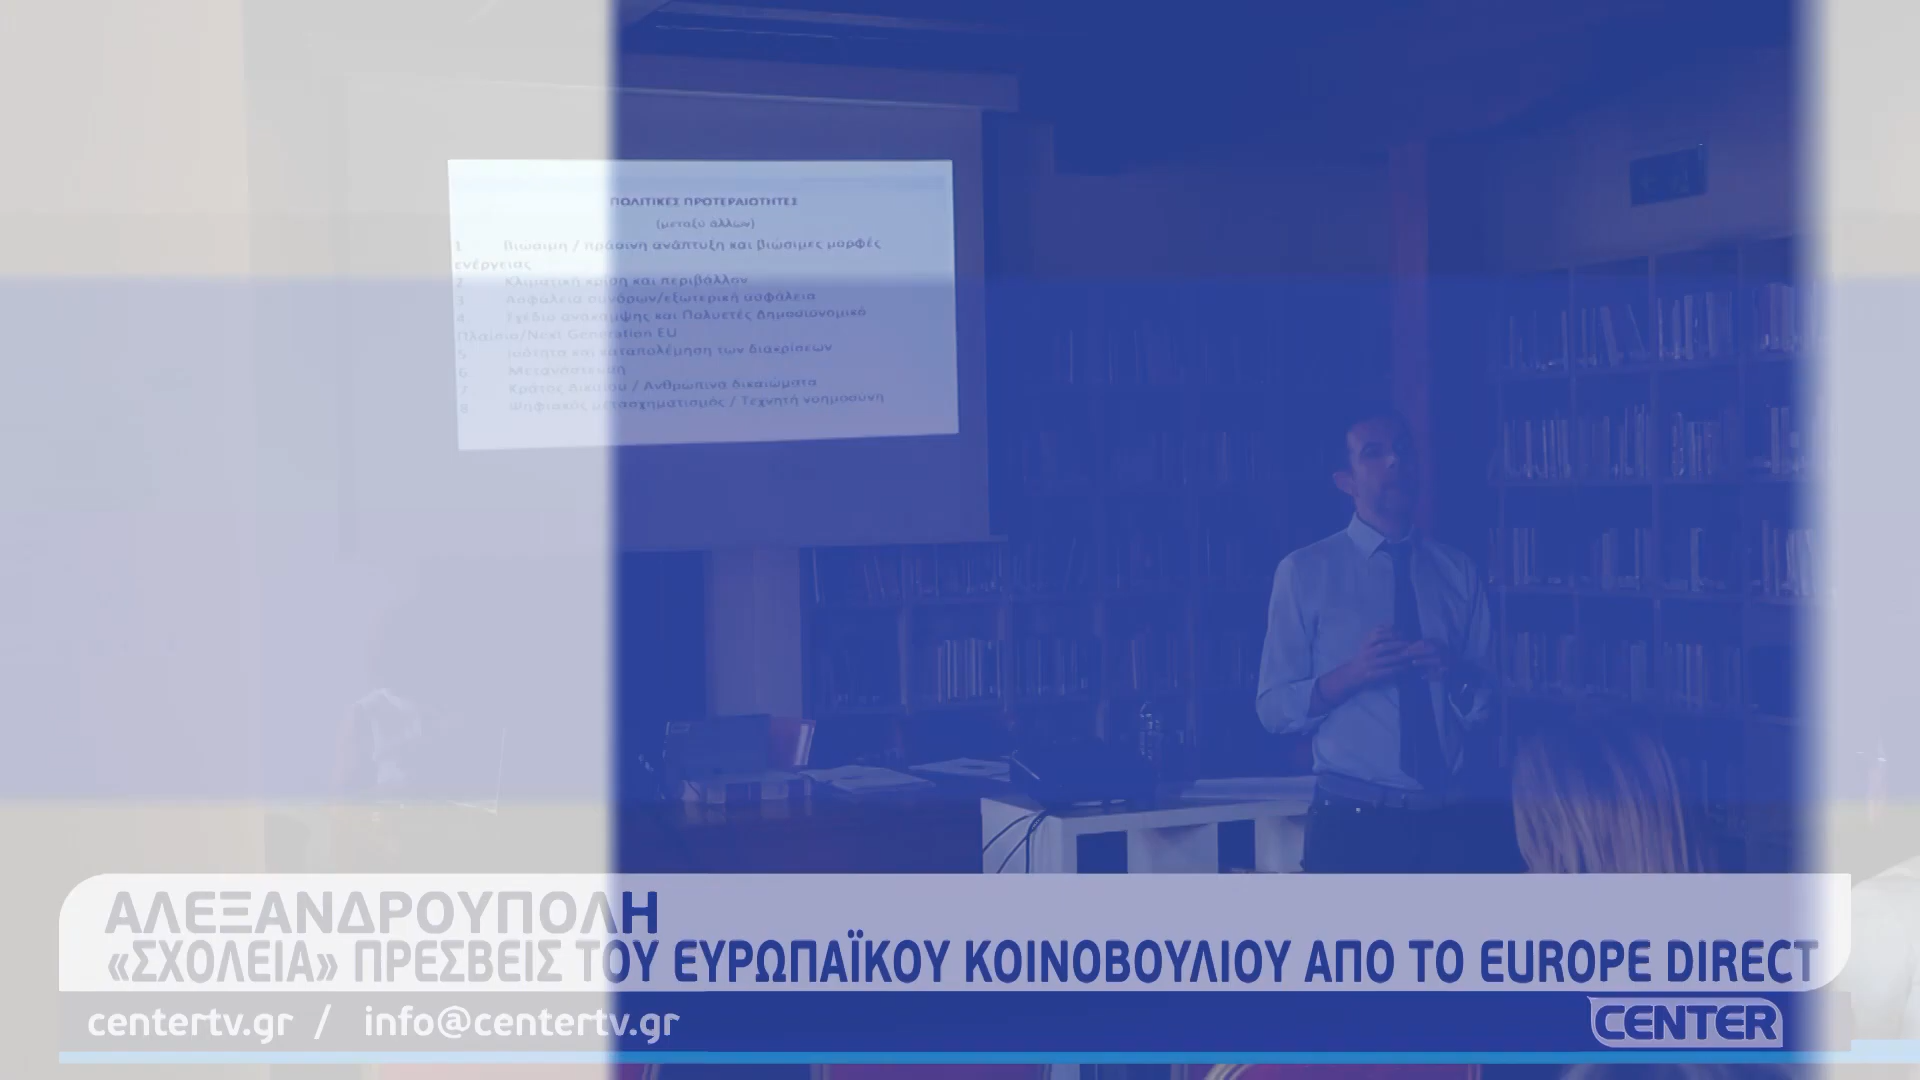 ΠΟΛΙΤΙΚΕΣ ΠΡΟΤΕΡΑΙΟΤΗΤΕΣ
(μεταξύ άλλων)
1. Βιώσιμη / πράσινη ανάπτυξη και βιώσιμες μορφές
ενέργειας
2. Κλιματική κρίση και περιβάλλον
3. Ασφάλεια συνόρων/εξωτερική ασφάλεια
4. Σχέδιο ανάκαμψης και Πολυετές Δημοσιονομικό
Πλαίσιο/Next Generation EU
5. Ισότητα και καταπολέμηση των διακρίσεων
6. Μετανάστευση
7. Κράτος Δικαίου / Ανθρώπινα δικαιώματα
8. Ψηφιακός μετασχηματισμός / Τεχνητή νοημοσύνη
ΑΛΕΞΑΝΔΡΟΥΠΟΛΗ
«ΣΧΟΛΕΙΑ» ΠΡΕΣΒΕΙΣ ΤΟΥ ΕΥΡΩΠΑΪΚΟΥ ΚΟΙΝΟΒΟΥΛΙΟΥ ΑΠΟ ΤΟ EUROPE DIRECT
centertv.gr / info@centertv.gr
CENTER